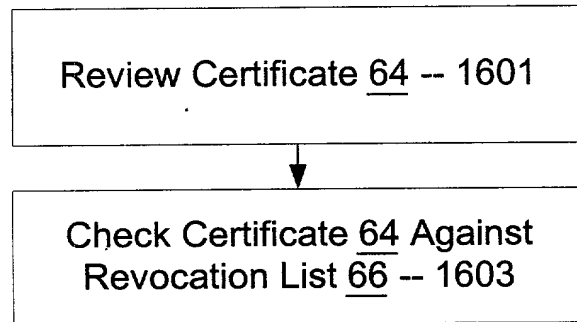 Review Certificate 64 -- 1601
Check Certificate 64 Against
Revocation List 66 -- 1603